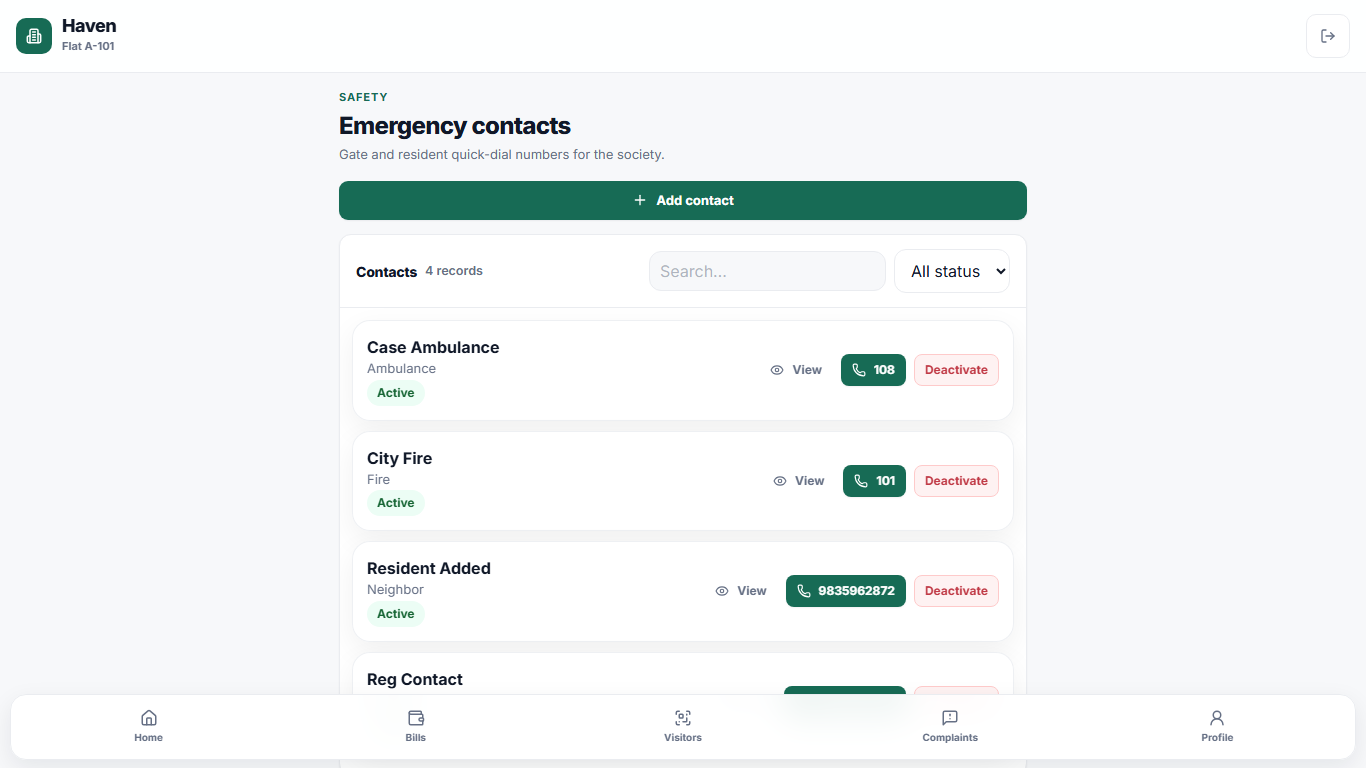 Haven
Flat A-101
SAFETY
Emergency contacts
Gate and resident quick-dial numbers for the society.
Add contact
Contacts 4 records Search... All status
Case Ambulance
Ambulance
Active
View 108 Deactivate
City Fire
Fire
Active
View 101 Deactivate
Resident Added
Neighbor
Active
View 9835962872 Deactivate
Reg Contact
Home Bills Visitors Complaints Profile